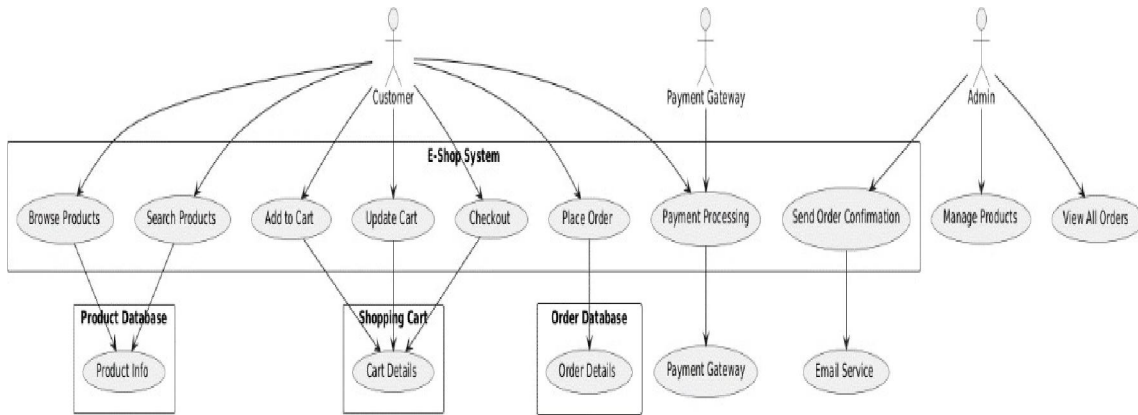 Customer
Payment Gateway
Admin
E-Shop System
Browse Products
Search Products
Add to Cart
Update Cart
Checkout
Place Order
Payment Processing
Send Order Confirmation
Manage Products
View All Orders
Product Database
Shopping Cart
Order Database
Product Info
Cart Details
Order Details
Payment Gateway
Email Service